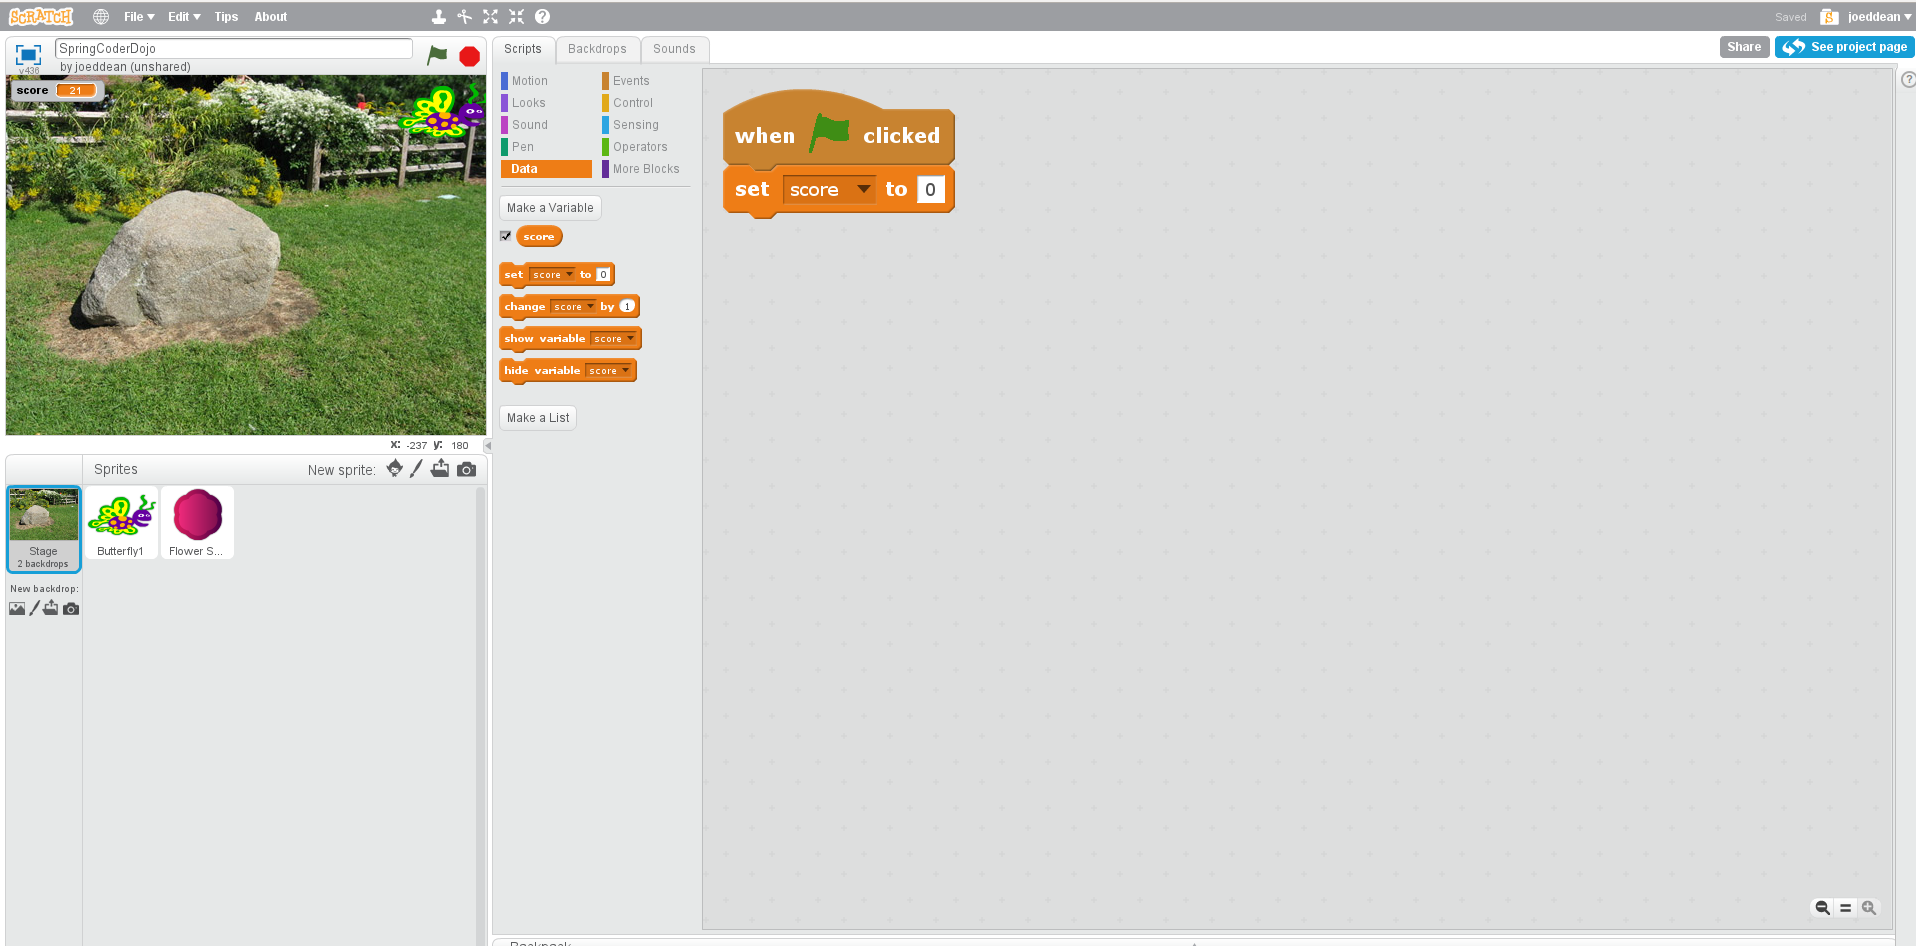 SCRATCH File Edit Tips About Saved joeddean
Share See project page
SpringCoderDojo
by joeddean (unshared)
v436
score 21
x: -237 y: 180
Sprites New sprite:
Stage
2 backdrops
Butterfly1
Flower S...
New backdrop:
Scripts Backdrops Sounds
Motion Events
Looks Control
Sound Sensing
Pen Operators
Data More Blocks
Make a Variable
score
set score to 0
change score by 1
show variable score
hide variable score
Make a List
when clicked
set score to 0
Backpack